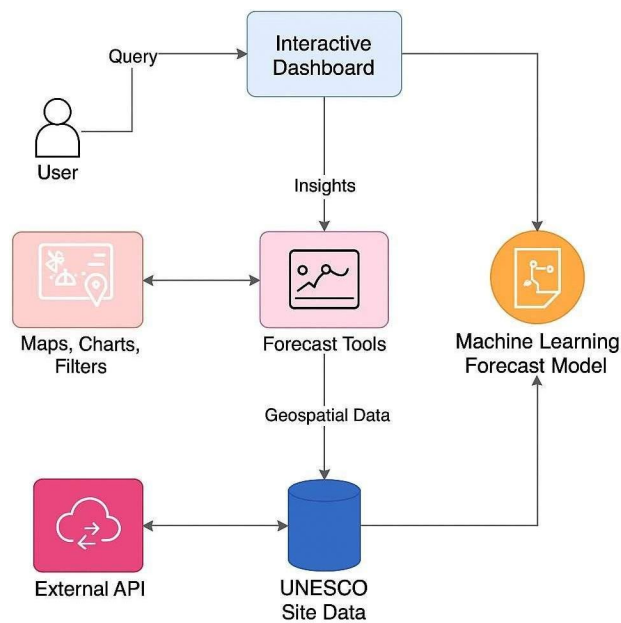 Query
Interactive
Dashboard
User
Insights
Maps, Charts,
Filters
Forecast Tools
Machine Learning
Forecast Model
Geospatial Data
External API
UNESCO
Site Data